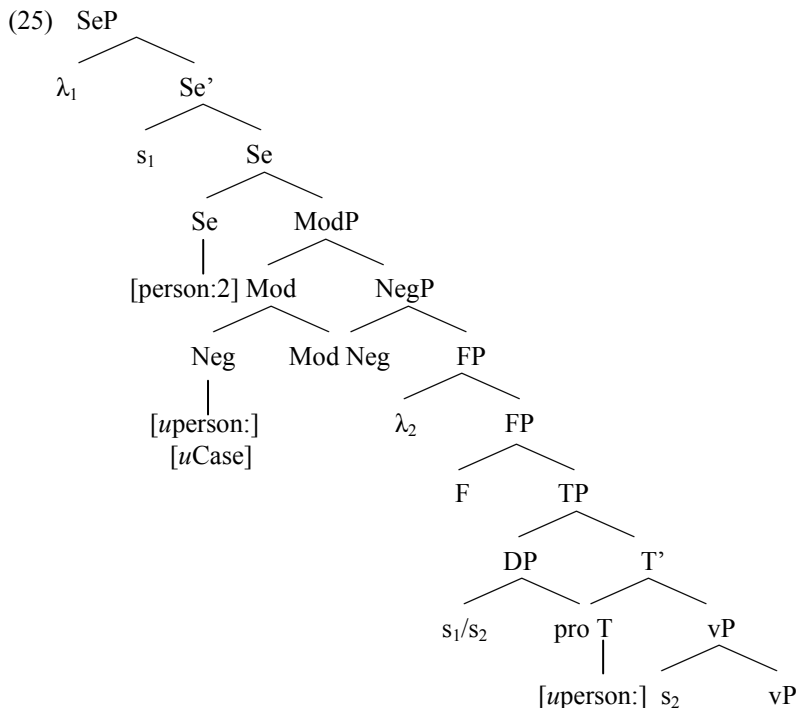 (25) SeP
λ₁ Se’
s₁ Se
Se ModP
[person:2] Mod NegP
Neg Mod Neg FP
[uperson:] λ₂ FP
[uCase]
F TP
DP T’
s₁/s₂ pro T vP
[uperson:] s₂ vP